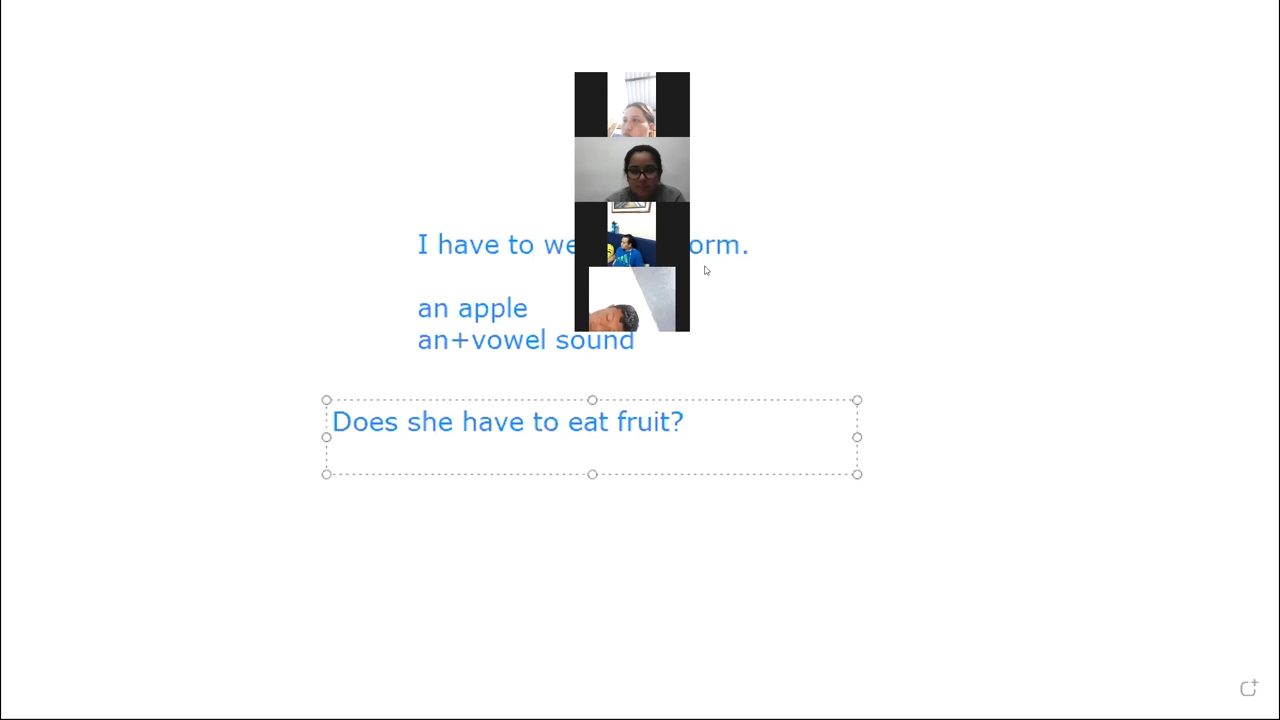 I have to we orm.
an apple
an+vowel sound
Does she have to eat fruit?